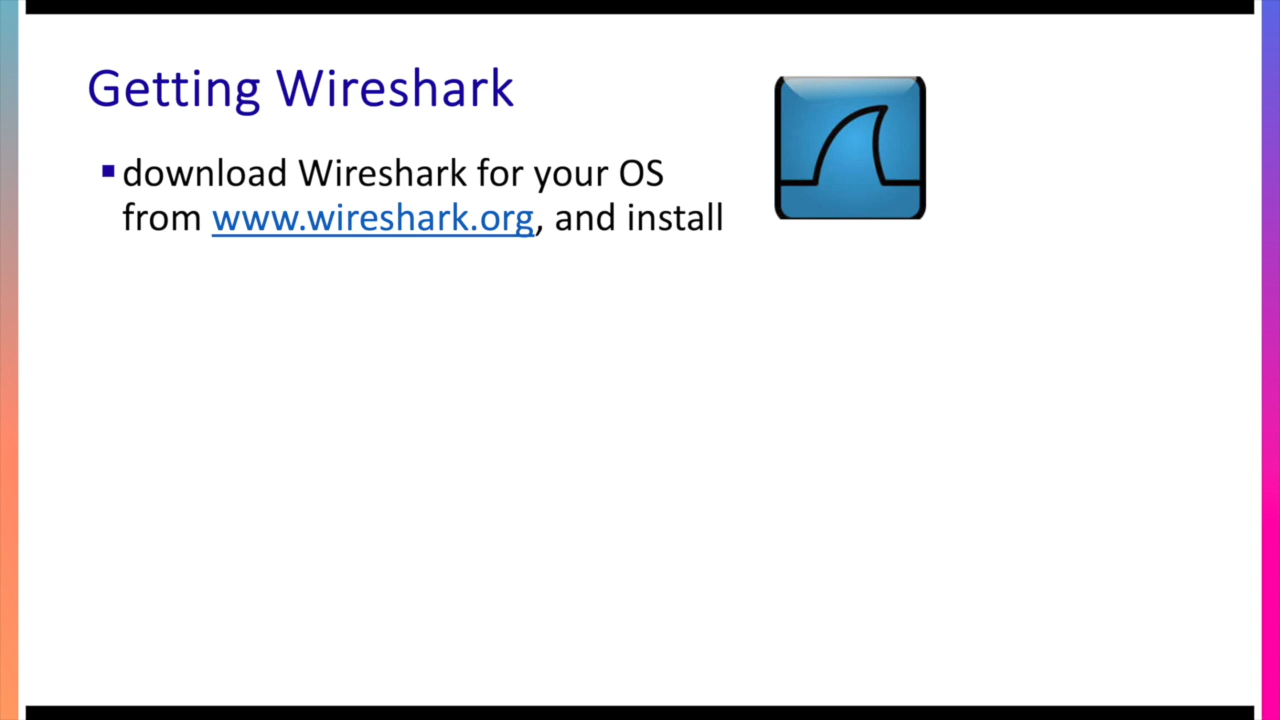 Getting Wireshark
▪download Wireshark for your OS
from www.wireshark.org, and install